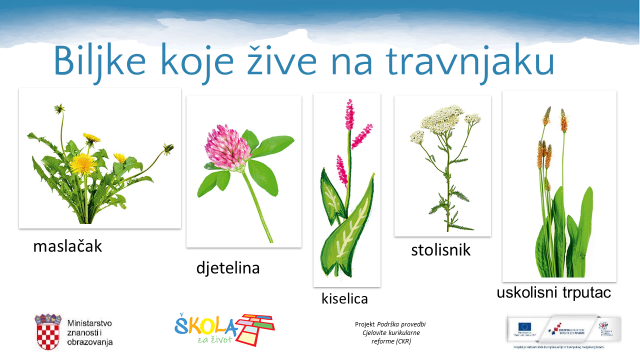 Biljke koje žive na travnjaku
maslačak
djetelina
kiselica
stolisnik
uskolisni trputac
Ministarstvo
znanosti i
obrazovanja
ŠKOLA
za život
Projekt Podrška provedbi
Cjelovite kurikularne
reforme (CKR)